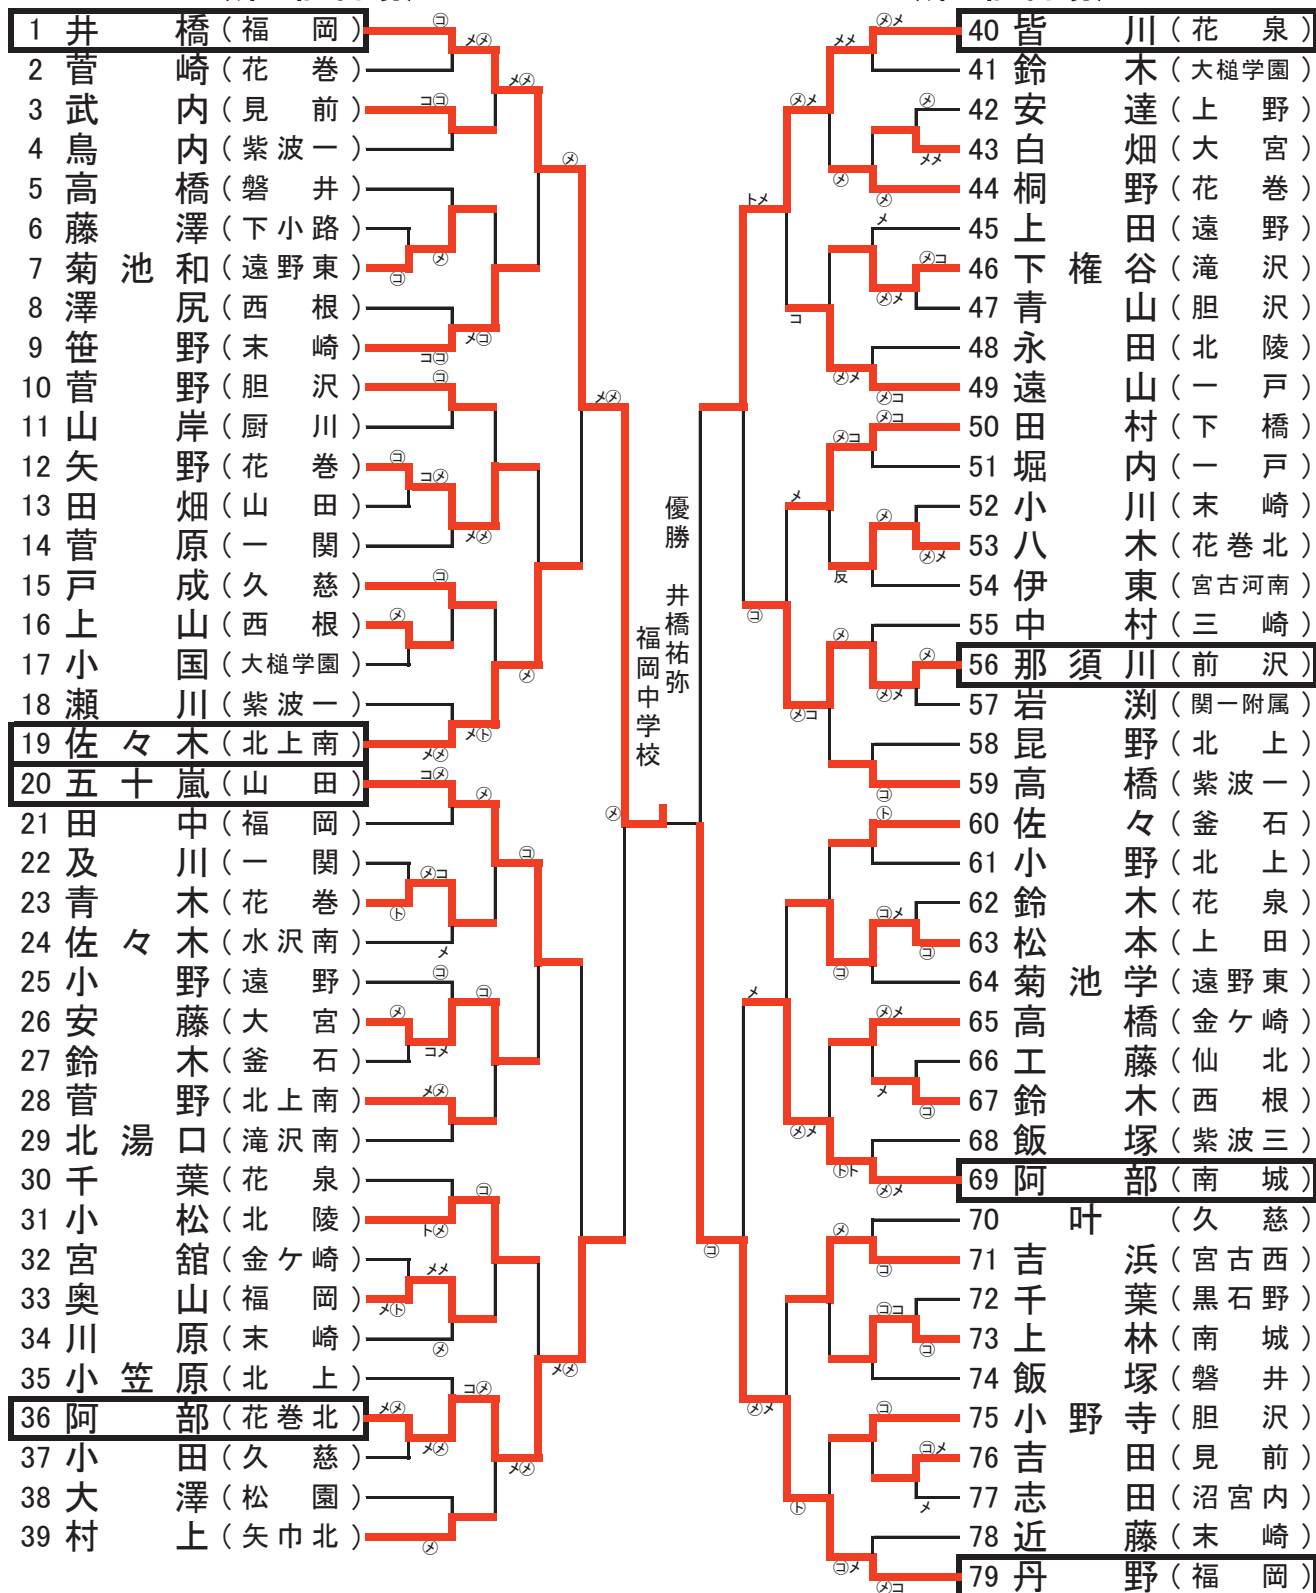 1 井橋 (福岡)
2 菅崎 (花巻)
3 武内 (見前)
4 鳥内 (紫波一)
5 高橋 (磐井)
6 藤澤 (下小路)
7 菊池和 (遠野東)
8 澤尻 (西根)
9 笹野 (末崎)
10 菅野 (胆沢)
11 山岸 (厨川)
12 矢野 (花巻)
13 田畑 (山田)
14 菅原 (一関)
15 戸成 (久慈)
16 上山 (西根)
17 小国 (大槌学園)
18 瀬川 (紫波一)
19 佐々木 (北上南)
20 五十嵐 (山田)
21 田中 (福岡)
22 及川 (一関)
23 青木 (花巻)
24 佐々木 (水沢南)
25 小野 (遠野)
26 安藤 (大宮)
27 鈴木 (釜石)
28 菅野 (北上南)
29 北湯口 (滝沢南)
30 千葉 (花泉)
31 小松 (北陵)
32 宮舘 (金ケ崎)
33 奥山 (福岡)
34 川原 (末崎)
35 小笠原 (北上)
36 阿部 (花巻北)
37 小田 (久慈)
38 大澤 (松園)
39 村上 (矢巾北)
優勝 井橋祐弥
福岡中学校
40 皆川 (花泉)
41 鈴木 (大槌学園)
42 安達 (上野)
43 白畑 (大宮)
44 桐野 (花巻)
45 上田 (遠野)
46 下権谷 (滝沢)
47 青山 (胆沢)
48 永田 (北陵)
49 遠山 (一戸)
50 田村 (下橋)
51 堀内 (一戸)
52 小川 (末崎)
53 八木 (花巻北)
54 伊東 (宮古河南)
55 中村 (三崎)
56 那須川 (前沢)
57 岩渕 (関一附属)
58 昆野 (北上)
59 高橋 (紫波一)
60 佐々 (釜石)
61 小野 (北上)
62 鈴木 (花泉)
63 松本 (上田)
64 菊池学 (遠野東)
65 高橋 (金ケ崎)
66 工藤 (仙北)
67 鈴木 (西根)
68 飯塚 (紫波三)
69 阿部 (南城)
70 叶 (久慈)
71 吉浜 (宮古西)
72 千葉 (黒石野)
73 上林 (南城)
74 飯塚 (磐井)
75 小野寺 (胆沢)
76 吉田 (見前)
77 志田 (沼宮内)
78 近藤 (末崎)
79 丹野 (福岡)